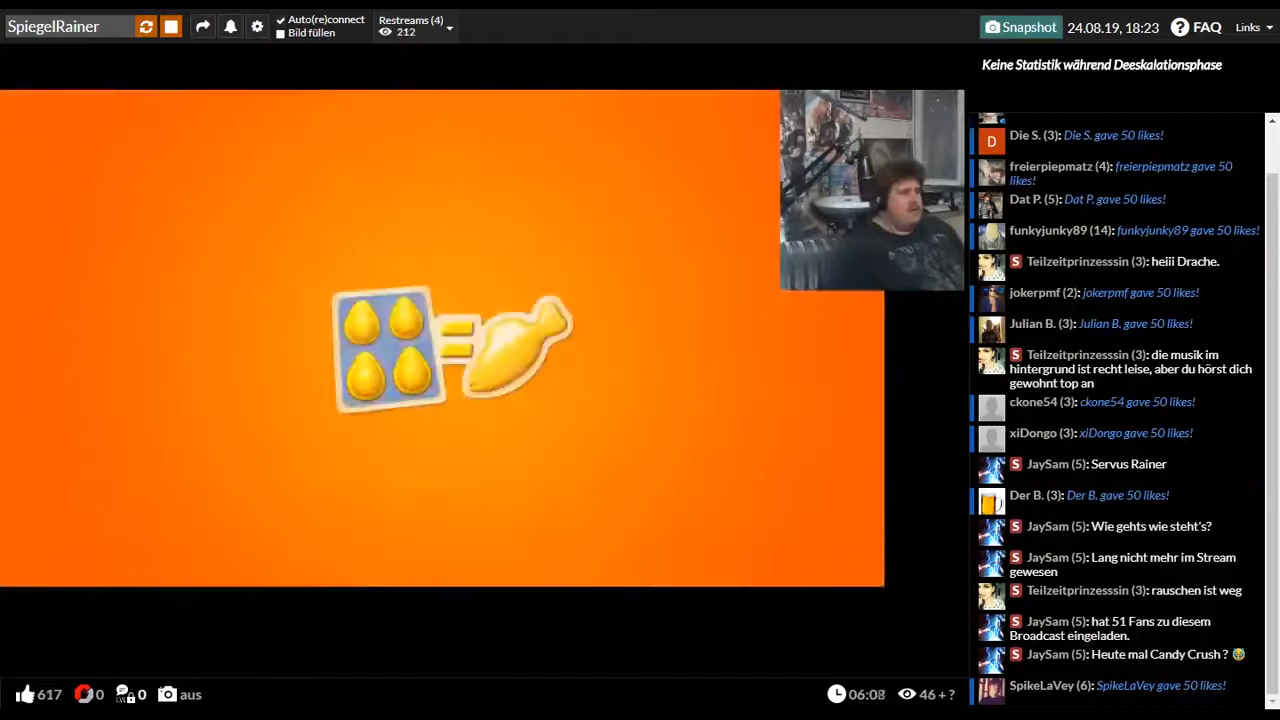 SpiegelRainer
Auto(re)connect
Bild füllen
Restreams (4)
212
Snapshot
24.08.19, 18:23
? FAQ
Links
Keine Statistik während Deeskalationsphase
D
Die S. (3): Die S. gave 50 likes!
freierpiepmatz (4): freierpiepmatz gave 50
likes!
Dat P. (5): Dat P. gave 50 likes!
funkyjunky89 (14): funkyjunky89 gave 50 likes!
S Teilzeitprinzesssin (3): heiii Drache.
jokerpmf (2): jokerpmf gave 50 likes!
Julian B. (3): Julian B. gave 50 likes!
S Teilzeitprinzesssin (3): die musik im
hintergrund ist recht leise, aber du hörst dich
gewohnt top an
ckone54 (3): ckone54 gave 50 likes!
xiDongo (3): xiDongo gave 50 likes!
S JaySam (5): Servus Rainer
Der B. (3): Der B. gave 50 likes!
S JaySam (5): Wie gehts wie steht's?
S JaySam (5): Lang nicht mehr im Stream
gewesen
S Teilzeitprinzesssin (3): rauschen ist weg
S JaySam (5): hat 51 Fans zu diesem
Broadcast eingeladen.
S JaySam (5): Heute mal Candy Crush ? 😭
SpikeLaVey (6): SpikeLaVey gave 50 likes!
617
0
0
aus
06:08
46 + ?